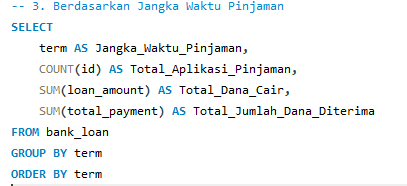 -- 3. Berdasarkan Jangka Waktu Pinjaman
SELECT
    term AS Jangka_Waktu_Pinjaman,
    COUNT(id) AS Total_Aplikasi_Pinjaman,
    SUM(loan_amount) AS Total_Dana_Cair,
    SUM(total_payment) AS Total_Jumlah_Dana_Diterima
FROM bank_loan
GROUP BY term
ORDER BY term